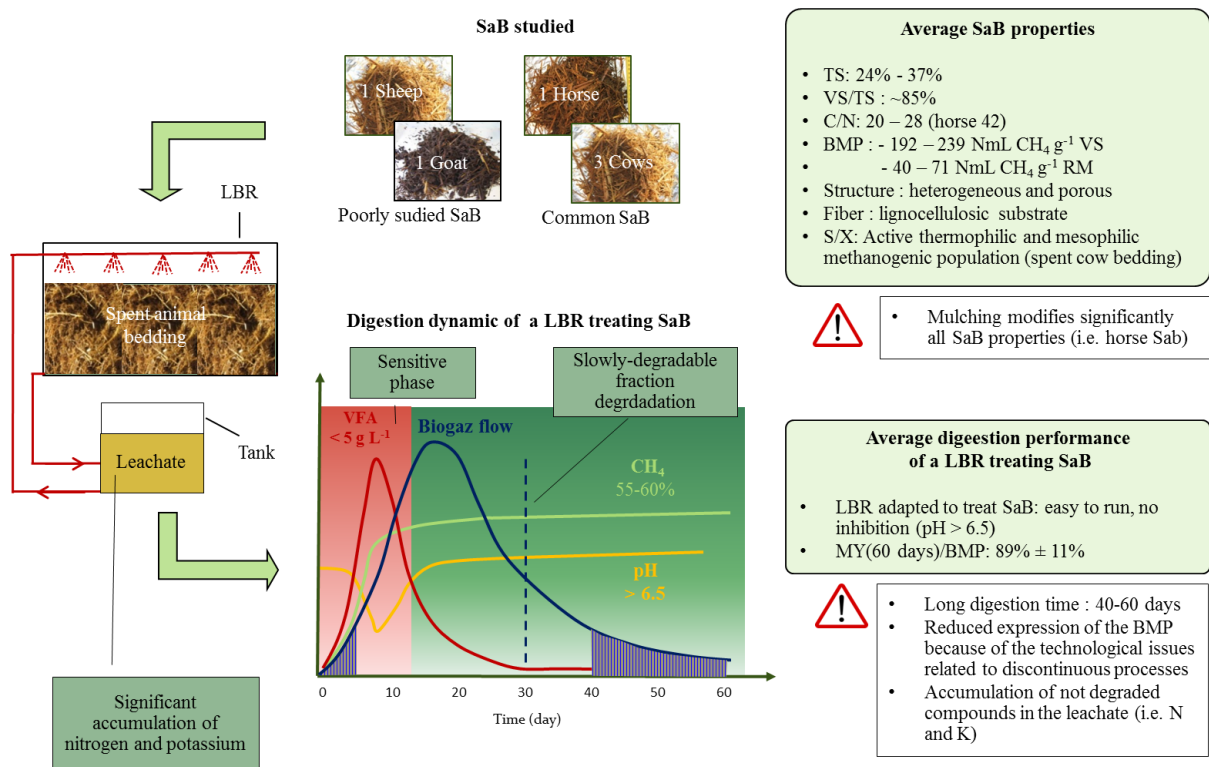 SaB studied
1 Sheep
1 Horse
1 Goat
3 Cows
Poorly sudied SaB
Common SaB
LBR
Spent animal
bedding
Tank
Leachate
Significant
accumulation of
nitrogen and potassium
Digestion dynamic of a LBR treating SaB
Sensitive
phase
Slowly-degradable
fraction
degrdadation
VFA
< 5 g L-1
Biogaz flow
CH4
55-60%
pH
> 6.5
0 10 20 30 40 50 60
Time (day)
Average SaB properties
• TS: 24% - 37%
• VS/TS : ~85%
• C/N: 20 – 28 (horse 42)
• BMP : - 192 – 239 NmL CH4 g-1 VS
- 40 – 71 NmL CH4 g-1 RM
• Structure : heterogeneous and porous
• Fiber : lignocellulosic substrate
• S/X: Active thermophilic and mesophilic
methanogenic population (spent cow bedding)
!
• Mulching modifies significantly
all SaB properties (i.e. horse Sab)
Average digeestion performance
of a LBR treating SaB
• LBR adapted to treat SaB: easy to run, no
inhibition (pH > 6.5)
• MY(60 days)/BMP: 89% ± 11%
!
• Long digestion time : 40-60 days
• Reduced expression of the BMP
because of the technological issues
related to discontinuous processes
• Accumulation of not degraded
compounds in the leachate (i.e. N
and K)